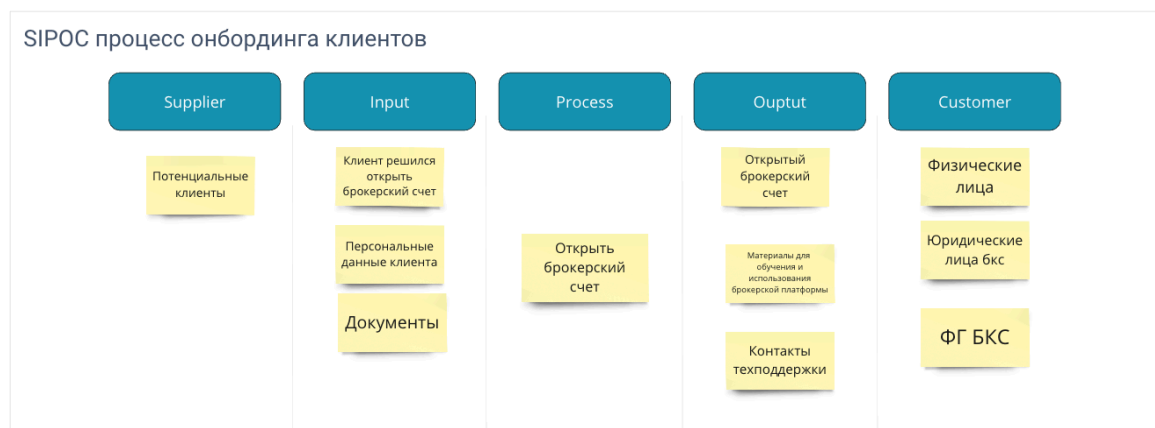 SIPOC процесс онбординга клиентов
Supplier
Input
Process
Ouptut
Customer
Потенциальные
клиенты
Клиент решился
открыть
брокерский счет
Персональные
данные клиента
Документы
Открыть
брокерский
счет
Открытый
брокерский
счет
Материалы для
обучения и
использования
брокерской платформы
Контакты
техподдержки
Физические
лица
Юридические
лица бкс
ФГ БКС